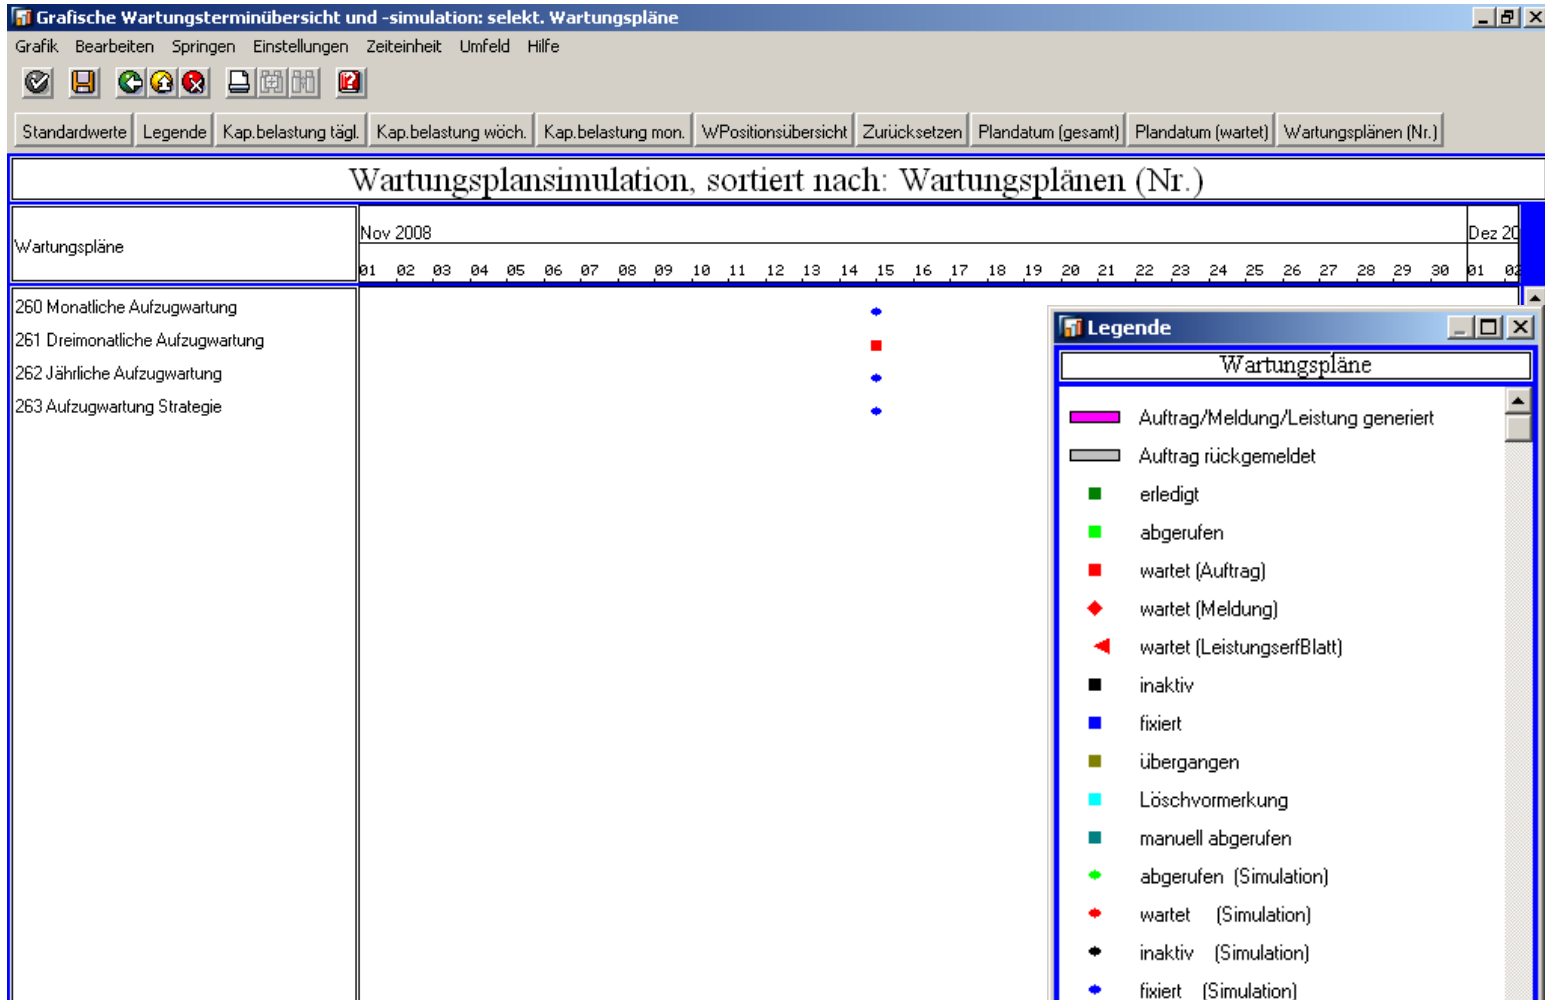 Grafische Wartungsterminübersicht und -simulation: selekt. Wartungspläne
Grafik Bearbeiten Springen Einstellungen Zeiteinheit Umfeld Hilfe
Standardwerte Legende Kap.belastung tägl. Kap.belastung wöch. Kap.belastung mon. WPositionsübersicht Zurücksetzen Plandatum (gesamt) Plandatum (wartet) Wartungsplänen (Nr.)
Wartungsplansimulation, sortiert nach: Wartungsplänen (Nr.)
Wartungspläne
Nov 2008 Dez 20
01 02 03 04 05 06 07 08 09 10 11 12 13 14 15 16 17 18 19 20 21 22 23 24 25 26 27 28 29 30 01 02
260 Monatliche Aufzugwartung
261 Dreimonatliche Aufzugwartung
262 Jährliche Aufzugwartung
263 Aufzugwartung Strategie
Legende
Wartungspläne
Auftrag/Meldung/Leistung generiert
Auftrag rückgemeldet
erledigt
abgerufen
wartet (Auftrag)
wartet (Meldung)
wartet (LeistungserfBlatt)
inaktiv
fixiert
übergangen
Löschvormerkung
manuell abgerufen
abgerufen (Simulation)
wartet (Simulation)
inaktiv (Simulation)
fixiert (Simulation)